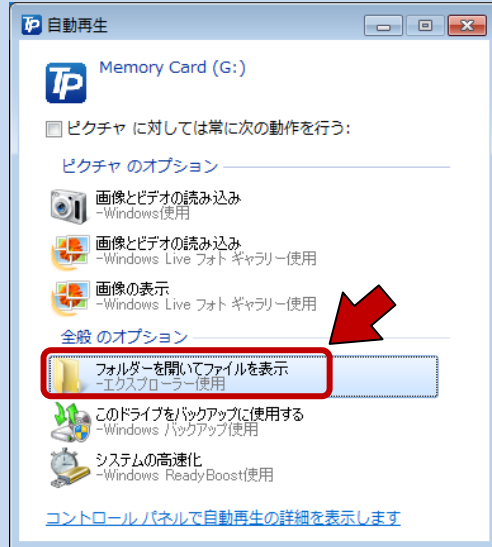 TP 自動再生
TP
Memory Card (G:)
ピクチャ に対しては常に次の動作を行う:
ピクチャ のオプション
画像とビデオの読み込み
-Windows使用
画像とビデオの読み込み
-Windows Live フォト ギャラリー使用
画像の表示
-Windows Live フォト ギャラリー使用
全般 のオプション
フォルダーを開いてファイルを表示
-エクスプローラー使用
このドライブをバックアップに使用する
-Windows バックアップ使用
システムの高速化
-Windows ReadyBoost使用
コントロール パネルで自動再生の詳細を表示します